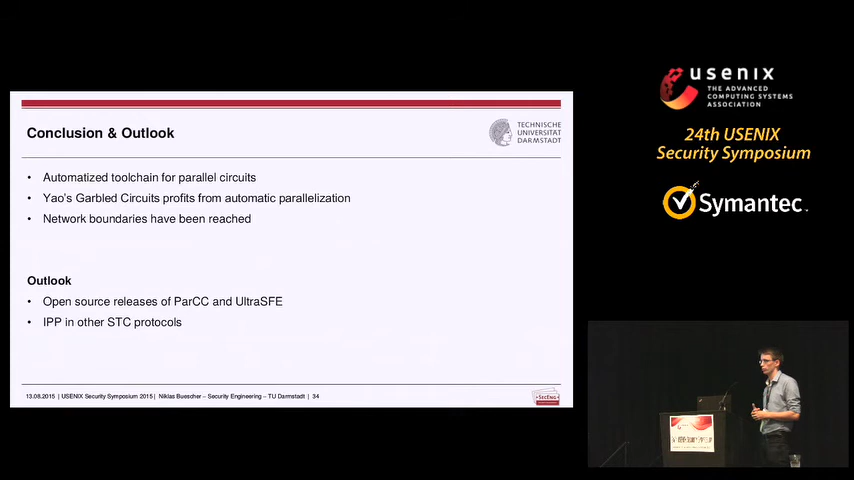 Conclusion & Outlook
TECHNISCHE
UNIVERSITÄT
DARMSTADT
• Automatized toolchain for parallel circuits
• Yao's Garbled Circuits profits from automatic parallelization
• Network boundaries have been reached
Outlook
• Open source releases of ParCC and UltraSFE
• IPP in other STC protocols
13.08.2015 | USENIX Security Symposium 2015 | Niklas Buescher – Security Engineering – TU Darmstadt | 34
SECENG
usenix
THE ADVANCED
COMPUTING SYSTEMS
ASSOCIATION
24th USENIX
Security Symposium
Symantec.